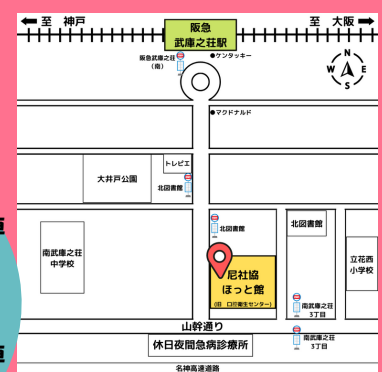 ← 至 神戸
至 大阪 →
阪急
武庫之荘駅
●ケンタッキー
阪急武庫之荘
(南)
N
W E
S
●マクドナルド
トレピエ
大井戸公園
北図書館
北図書館
北図書館
南武庫之荘
中学校
尼社協
ほっと館
(旧 口腔衛生センター)
立花西
小学校
南武庫之荘
3丁目
山幹通り
休日夜間急病診療所
南武庫之荘
3丁目
名神高速道路